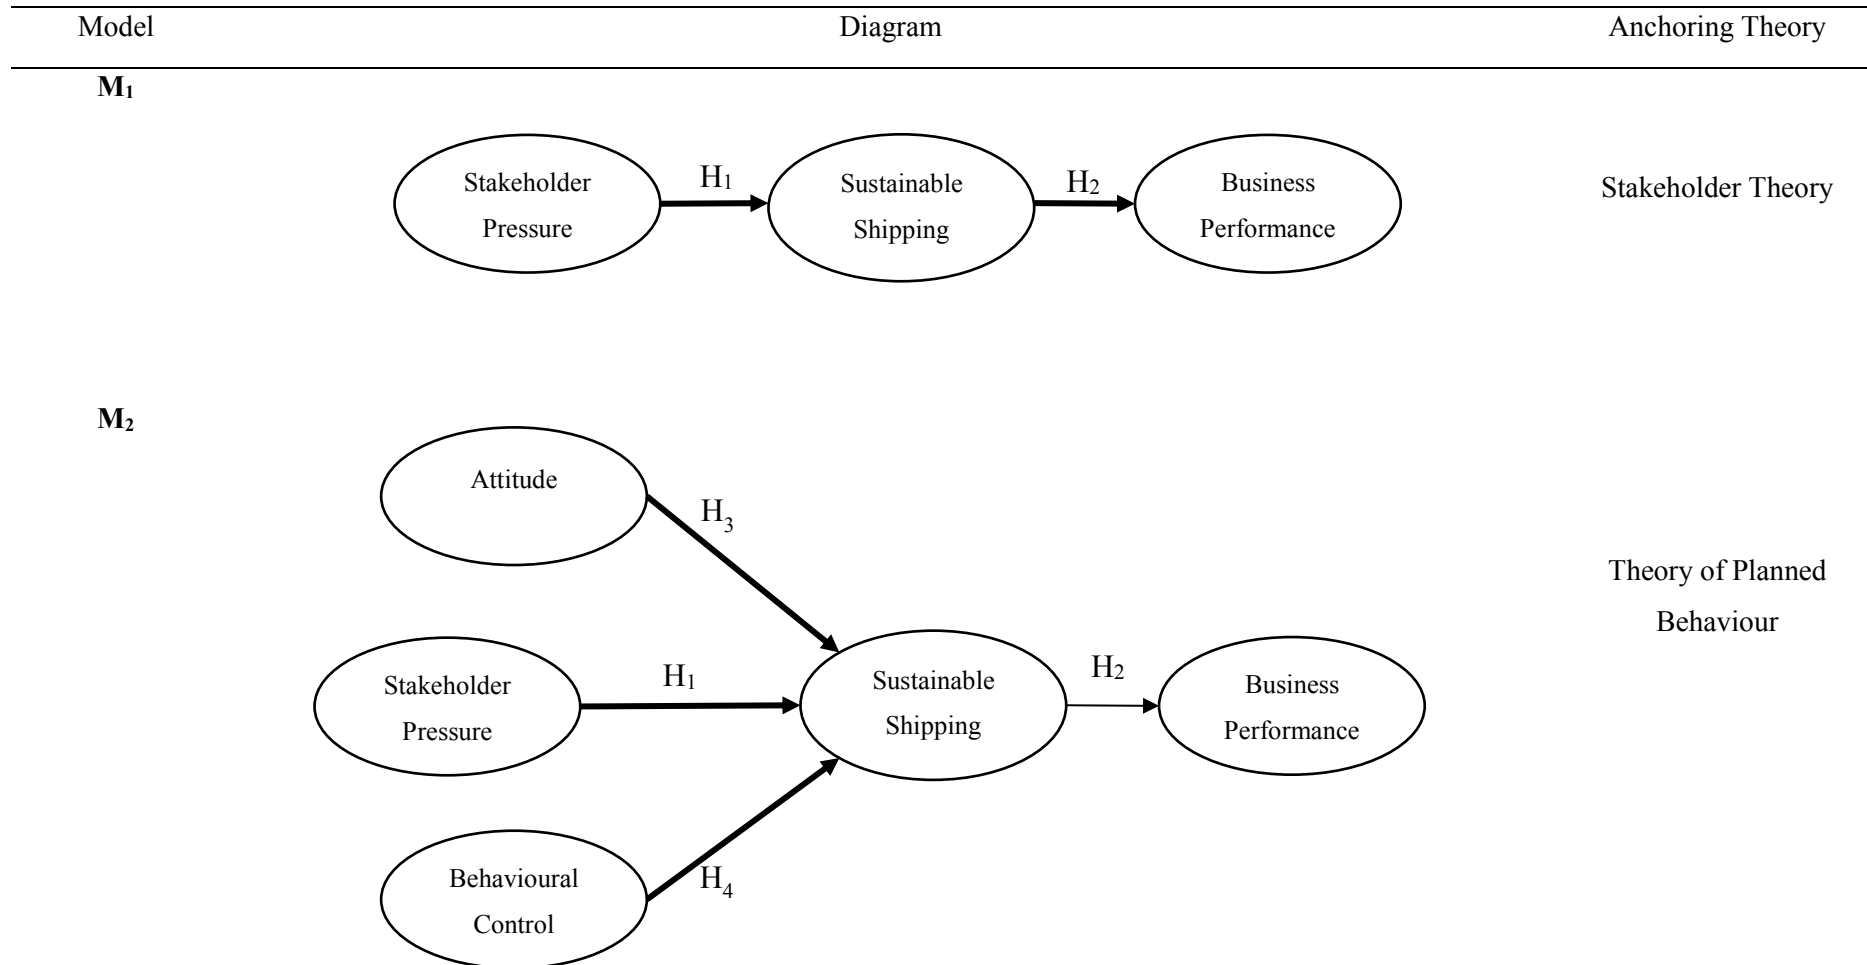 Model Diagram Anchoring Theory
M₁
Stakeholder
Pressure
H₁
Sustainable
Shipping
H₂
Business
Performance
Stakeholder Theory
M₂
Attitude
H₃
Stakeholder
Pressure
H₁
Sustainable
Shipping
H₂
Business
Performance
Behavioural
Control
H₄
Theory of Planned
Behaviour